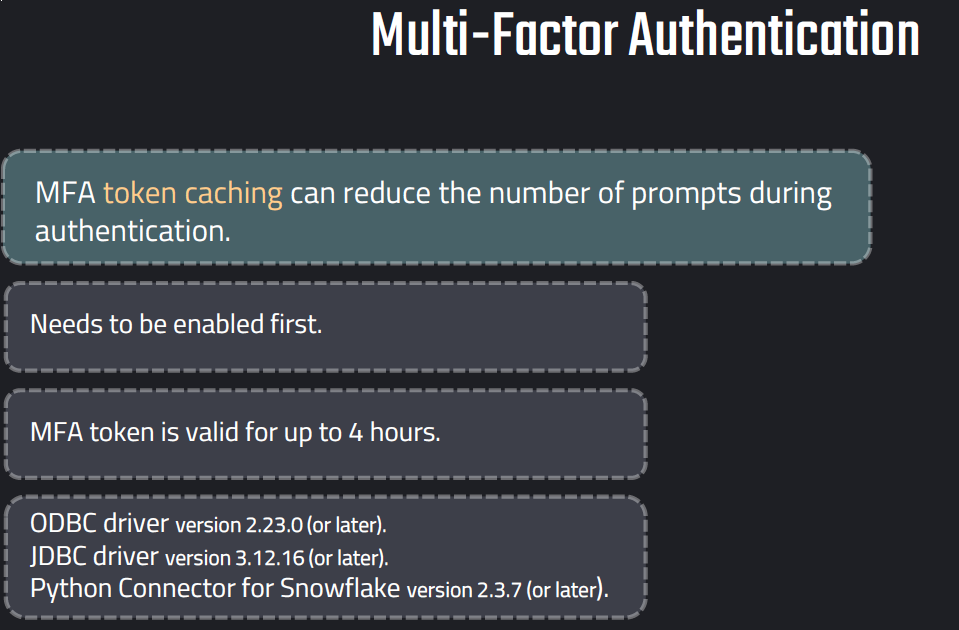 Multi-Factor Authentication
MFA token caching can reduce the number of prompts during
authentication.
Needs to be enabled first.
MFA token is valid for up to 4 hours.
ODBC driver version 2.23.0 (or later).
JDBC driver version 3.12.16 (or later).
Python Connector for Snowflake version 2.3.7 (or later).